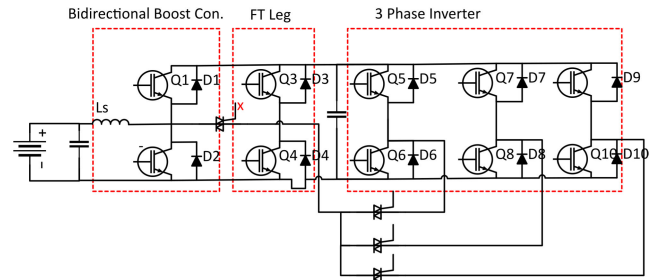 Bidirectional Boost Con.
FT Leg
3 Phase Inverter
Q1
D1
Q3
D3
Q5
D5
Q7
D7
D9
Ls
x
+
-
-
D2
Q4
D4
Q6
D6
Q8
D8
Q10
D10